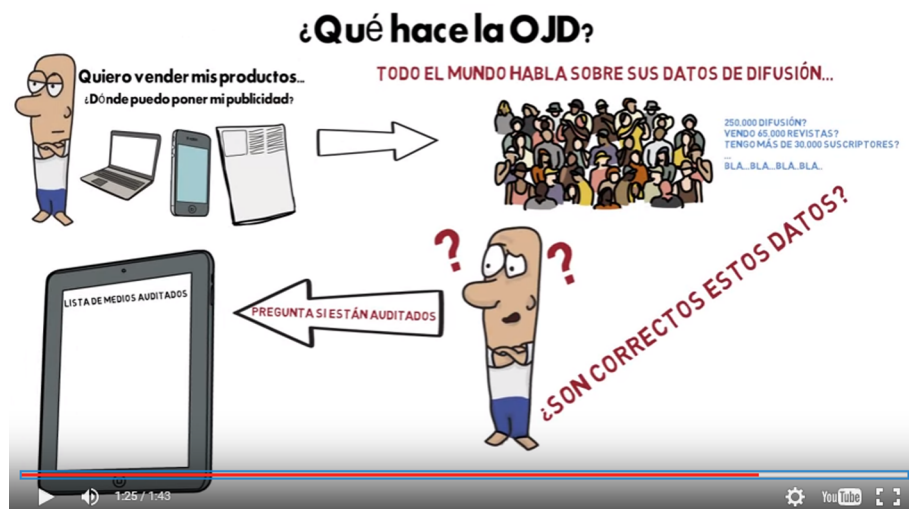 ¿Qué hace la OJD?
Quiero vender mis productos...
¿Dónde puedo poner mi publicidad?
TODO EL MUNDO HABLA SOBRE SUS DATOS DE DIFUSIÓN...
250.000 DIFUSIÓN?
VENDO 65.000 REVISTAS?
TENGO MÁS DE 30.000 SUSCRIPTORES?
...
BLA...BLA...BLA..BLA..
? ?
¿SON CORRECTOS ESTOS DATOS?
PREGUNTA SI ESTÁN AUDITADOS
LISTA DE MEDIOS AUDITADOS
1:25 / 1:43
YouTube